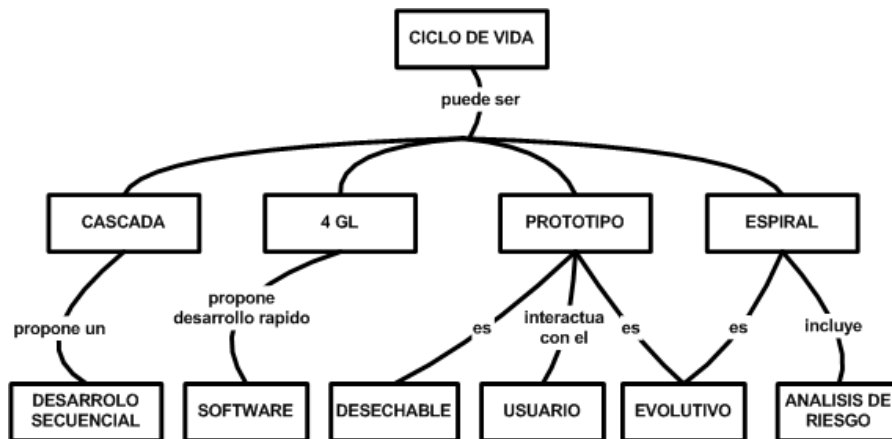 CICLO DE VIDA
puede ser
CASCADA
4 GL
PROTOTIPO
ESPIRAL
propone un
propone
desarrollo rapido
es
interactua
con el
es
es
incluye
DESARROLO
SECUENCIAL
SOFTWARE
DESECHABLE
USUARIO
EVOLUTIVO
ANALISIS DE
RIESGO